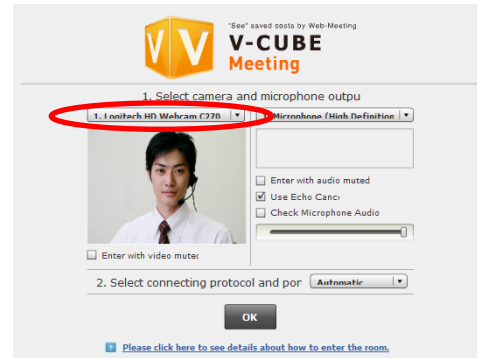 "See" saved costs by Web-Meeting
V-CUBE
Meeting
1. Select camera and microphone outpu
1. Logitech HD Webcam C270
Microphone (High Definition
Enter with audio muted
Use Echo Canc
Check Microphone Audio
Enter with video mutec
2. Select connecting protocol and por
Automatic
OK
? Please click here to see details about how to enter the room.